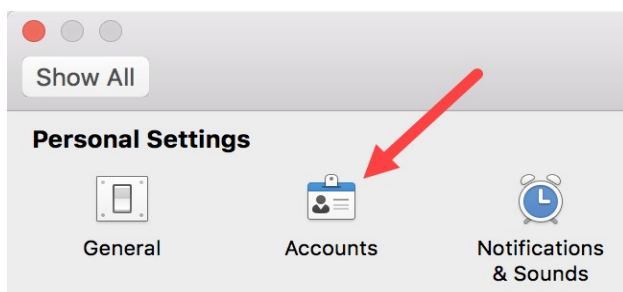 Show All
Personal Settings
General
Accounts
Notifications
& Sounds